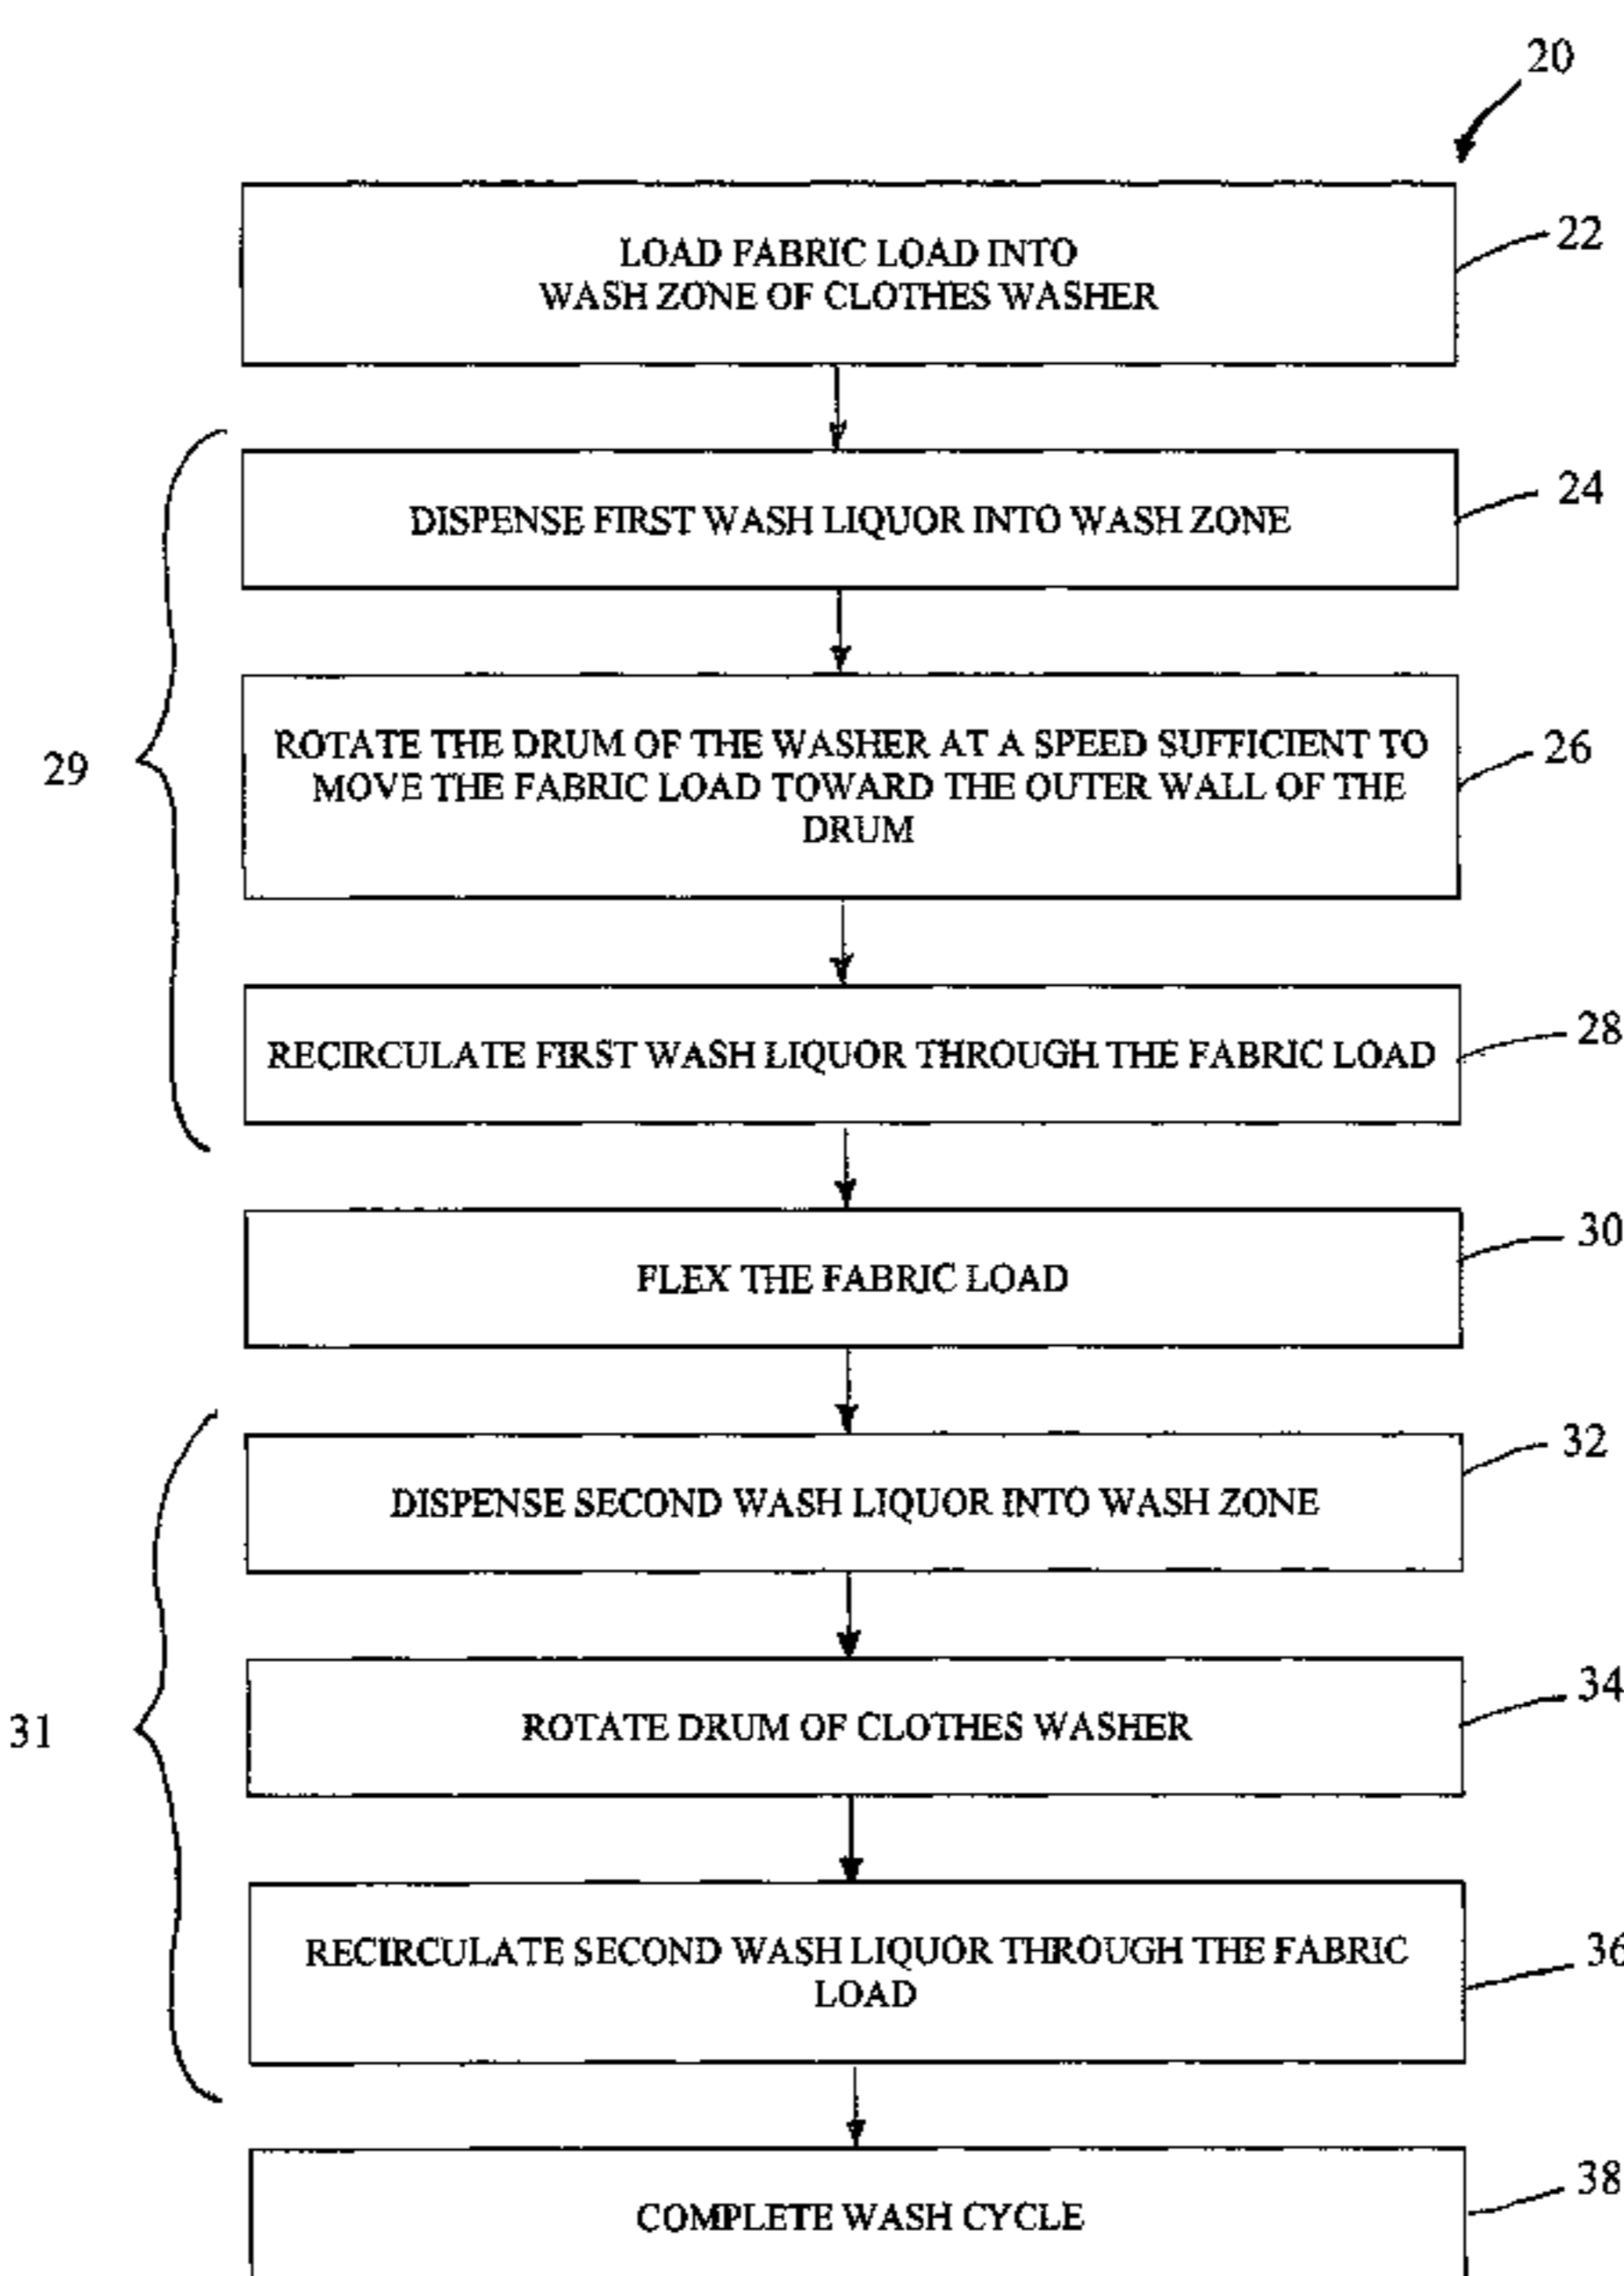 20
LOAD FABRIC LOAD INTO
WASH ZONE OF CLOTHES WASHER
22
DISPENSE FIRST WASH LIQUOR INTO WASH ZONE
24
ROTATE THE DRUM OF THE WASHER AT A SPEED SUFFICIENT TO
MOVE THE FABRIC LOAD TOWARD THE OUTER WALL OF THE
DRUM
26
29
RECIRCULATE FIRST WASH LIQUOR THROUGH THE FABRIC LOAD
28
FLEX THE FABRIC LOAD
30
DISPENSE SECOND WASH LIQUOR INTO WASH ZONE
32
ROTATE DRUM OF CLOTHES WASHER
34
31
RECIRCULATE SECOND WASH LIQUOR THROUGH THE FABRIC
LOAD
36
COMPLETE WASH CYCLE
38